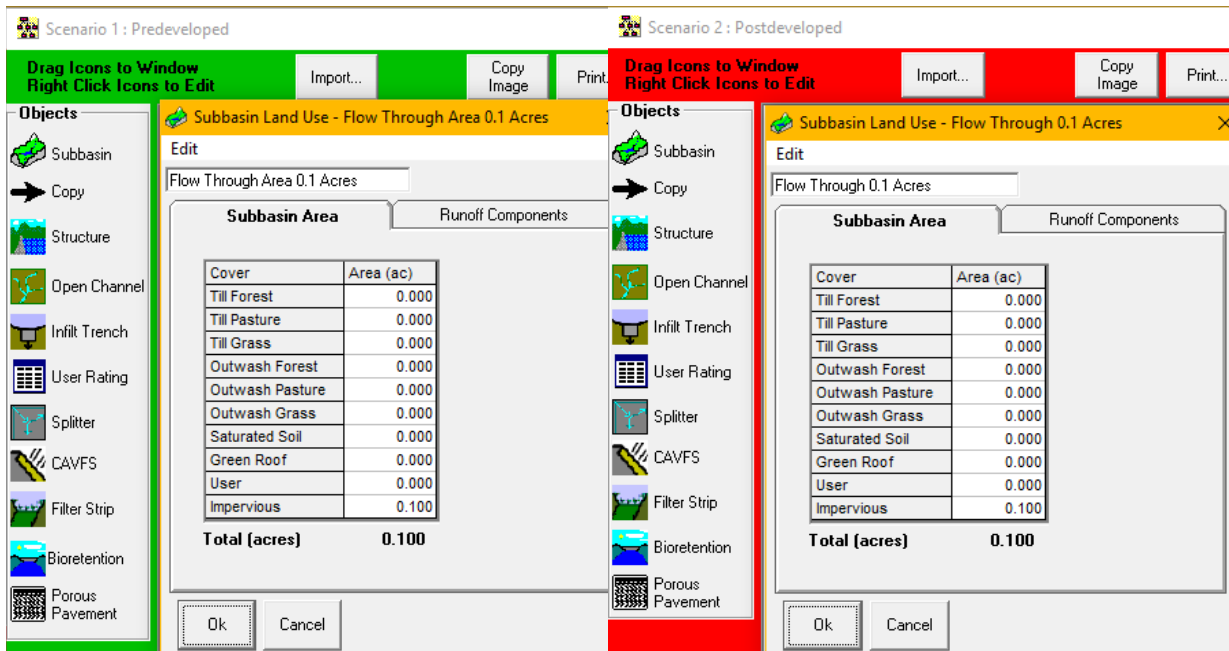 Scenario 1 : Predeveloped
Drag Icons to Window
Right Click Icons to Edit
Import...
Copy
Image
Print.
Objects
Subbasin
Copy
Structure
Open Channel
Infilt Trench
User Rating
Splitter
CAVFS
Filter Strip
Bioretention
Porous
Pavement
Subbasin Land Use - Flow Through Area 0.1 Acres
Edit
Flow Through Area 0.1 Acres
Subbasin Area Runoff Components
Cover Area (ac)
Till Forest 0.000
Till Pasture 0.000
Till Grass 0.000
Outwash Forest 0.000
Outwash Pasture 0.000
Outwash Grass 0.000
Saturated Soil 0.000
Green Roof 0.000
User 0.000
Impervious 0.100
Total (acres) 0.100
Ok Cancel
Scenario 2 : Postdeveloped
Drag Icons to Window
Right Click Icons to Edit
Import...
Copy
Image
Print...
Objects
Subbasin
Copy
Structure
Open Channel
Infilt Trench
User Rating
Splitter
CAVFS
Filter Strip
Bioretention
Porous
Pavement
Subbasin Land Use - Flow Through 0.1 Acres
Edit
Flow Through 0.1 Acres
Subbasin Area Runoff Components
Cover Area (ac)
Till Forest 0.000
Till Pasture 0.000
Till Grass 0.000
Outwash Forest 0.000
Outwash Pasture 0.000
Outwash Grass 0.000
Saturated Soil 0.000
Green Roof 0.000
User 0.000
Impervious 0.100
Total (acres) 0.100
Ok Cancel